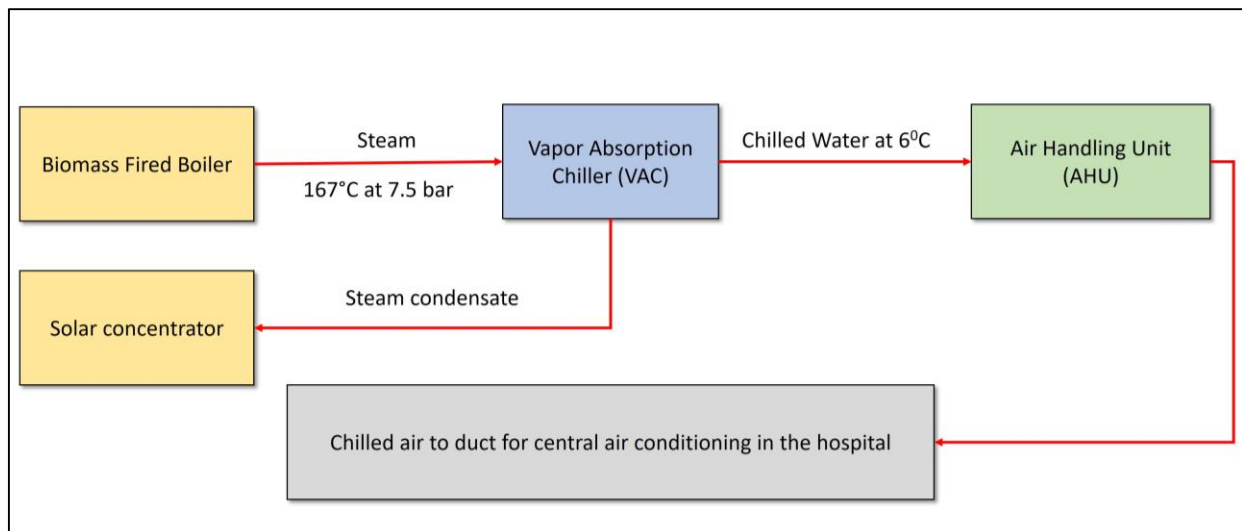 Biomass Fired Boiler
Steam
167°C at 7.5 bar
Vapor Absorption
Chiller (VAC)
Chilled Water at 6⁰C
Air Handling Unit
(AHU)
Solar concentrator
Steam condensate
Chilled air to duct for central air conditioning in the hospital